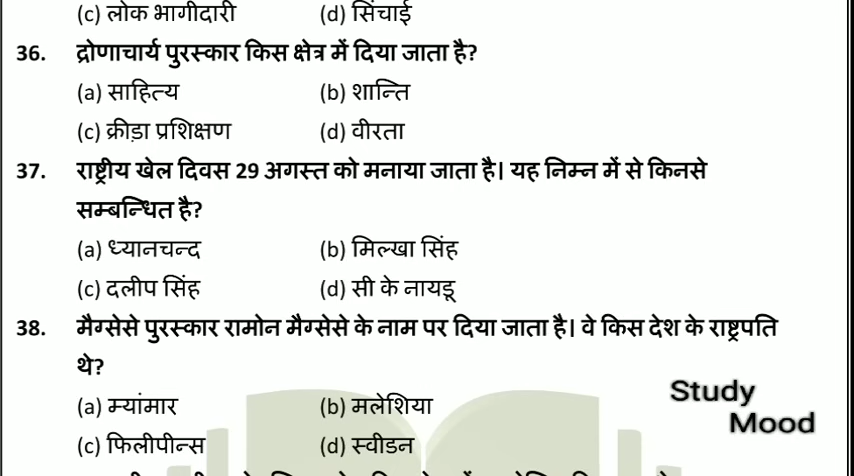 (c) लोक भागीदारी (d) सिंचाई
36. द्रोणाचार्य पुरस्कार किस क्षेत्र में दिया जाता है?
(a) साहित्य (b) शान्ति
(c) क्रीड़ा प्रशिक्षण (d) वीरता
37. राष्ट्रीय खेल दिवस 29 अगस्त को मनाया जाता है। यह निम्न में से किनसे
सम्बन्धित है?
(a) ध्यानचन्द (b) मिल्खा सिंह
(c) दलीप सिंह (d) सी के नायडू
38. मैग्सेसे पुरस्कार रामोन मैग्सेसे के नाम पर दिया जाता है। वे किस देश के राष्ट्रपति
थे?
(a) म्यांमार (b) मलेशिया
(c) फिलीपीन्स (d) स्वीडन
Study
Mood